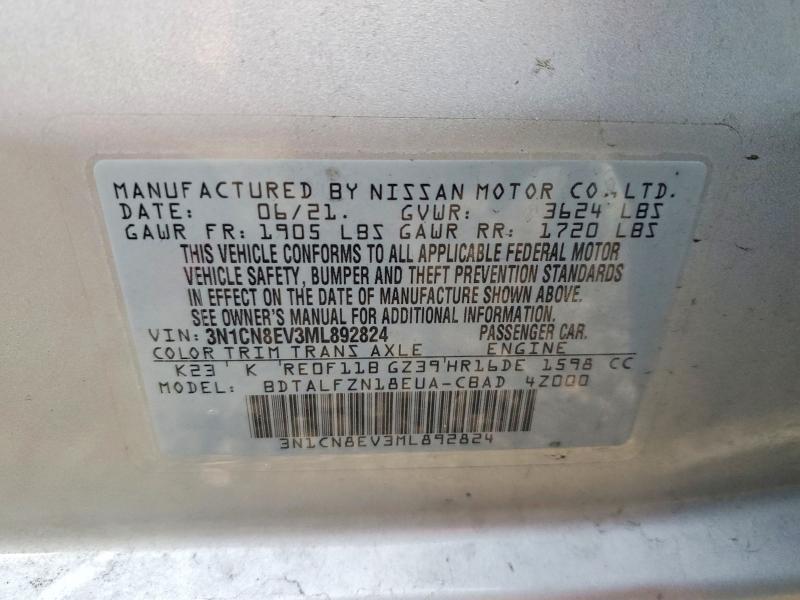 MANUFACTURED BY NISSAN MOTOR CO., LTD.
DATE: 06/21. GVWR: 3624 LBS
GAWR FR: 1905 LBS GAWR RR: 1720 LBS
THIS VEHICLE CONFORMS TO ALL APPLICABLE FEDERAL MOTOR
VEHICLE SAFETY, BUMPER AND THEFT PREVENTION STANDARDS
IN EFFECT ON THE DATE OF MANUFACTURE SHOWN ABOVE.
SEE OWNER'S MANUAL FOR ADDITIONAL INFORMATION.
VIN: 3N1CN8EV3ML892824 PASSENGER CAR.
COLOR TRIM TRANS AXLE ENGINE
K23 K RE0F11B GZ39 HR16DE 1598 CC
MODEL: BDTALFZN18EUA-CBAD 4Z000
3N1CN8EV3ML892824